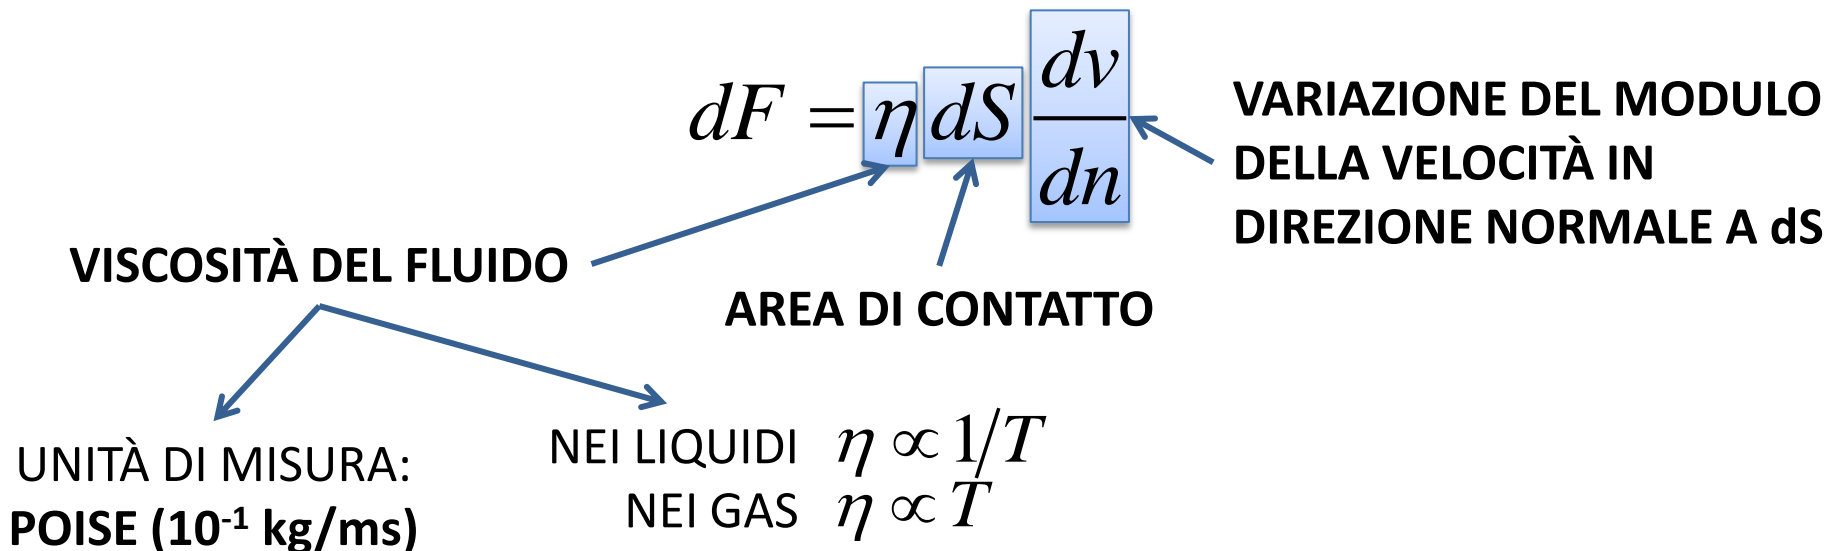 dF = η dS dv/dn
VARIAZIONE DEL MODULO
DELLA VELOCITÀ IN
DIREZIONE NORMALE A dS
VISCOSITÀ DEL FLUIDO
AREA DI CONTATTO
UNITÀ DI MISURA:
POISE (10⁻¹ kg/ms)
NEI LIQUIDI η ∝ 1/T
NEI GAS η ∝ T